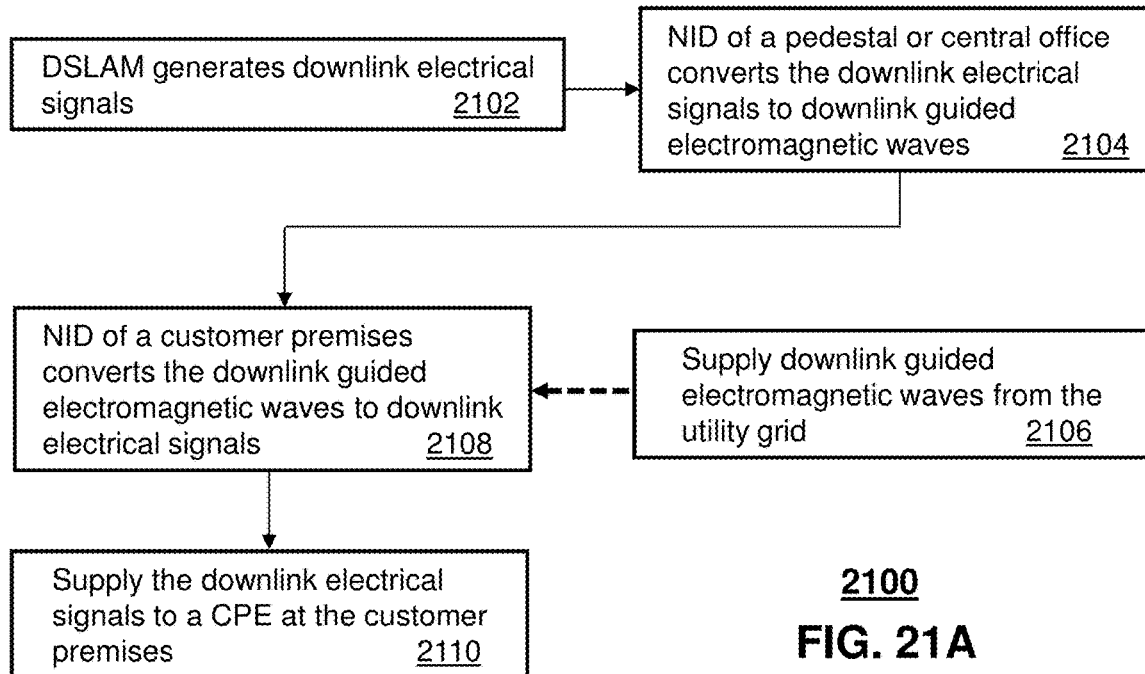 DSLAM generates downlink electrical
signals 2102
NID of a pedestal or central office
converts the downlink electrical
signals to downlink guided
electromagnetic waves 2104
NID of a customer premises
converts the downlink guided
electromagnetic waves to downlink
electrical signals 2108
Supply downlink guided
electromagnetic waves from the
utility grid 2106
Supply the downlink electrical
signals to a CPE at the customer
premises 2110
2100
FIG. 21A